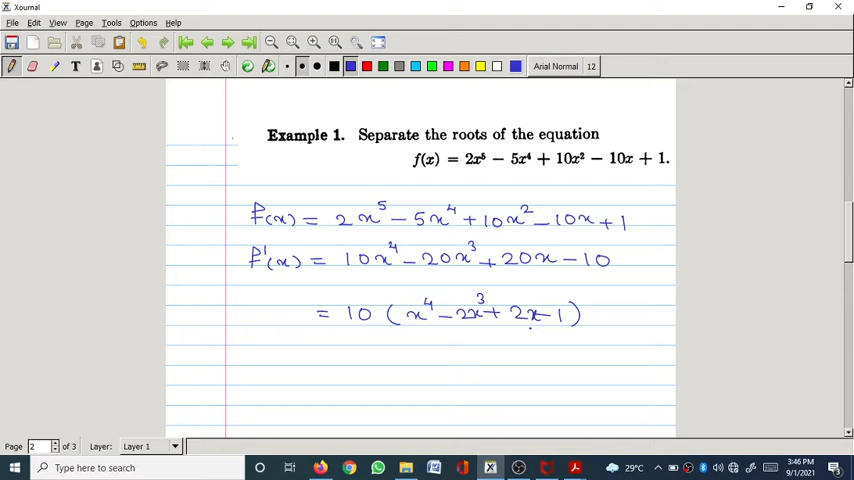 Xournal
File Edit View Page Tools Options Help
Arial Normal 12
Example 1. Separate the roots of the equation
f(x) = 2x⁵ − 5x⁴ + 10x² − 10x + 1.
f(x) = 2x⁵ − 5x⁴ + 10x² − 10x + 1
f'(x) = 10x⁴ − 20x³ + 20x − 10
= 10 (x⁴ − 2x³ + 2x − 1)
Page 2 of 3 Layer: Layer 1
Type here to search
29°C
3:46 PM
9/1/2021
3